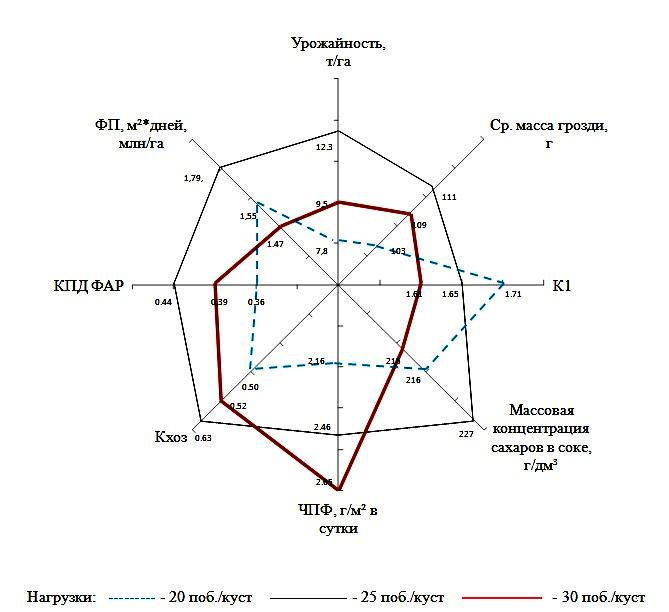 Урожайность,
т/га
ФП, м²*дней,
млн/га
Ср. масса грозди,
г
12.3
1,79,
111
9.5
1,55
109
1.47
7,8
103
КПД ФАР
0.44
0.39
0.36
1.61
1.65
1.71
К1
2.16
216
0.50
0.52
Кхоз
0.63
2.46
227
Массовая
концентрация
сахаров в соке,
г/дм³
ЧПФ, г/м² в
сутки
Нагрузки: - 20 поб./куст - 25 поб./куст - 30 поб./куст